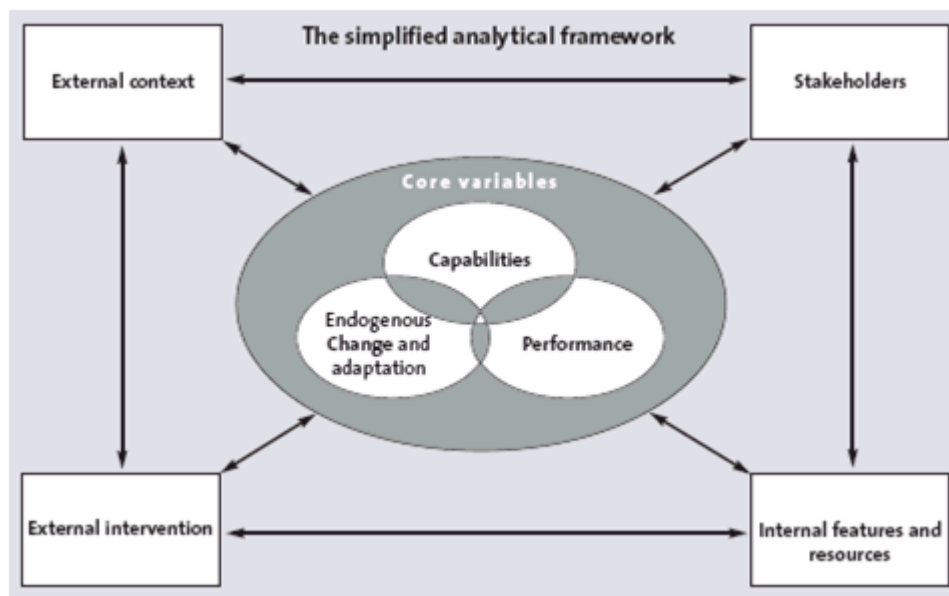 The simplified analytical framework
External context
Stakeholders
Core variables
Capabilities
Endogenous
Change and
adaptation
Performance
External intervention
Internal features and
resources